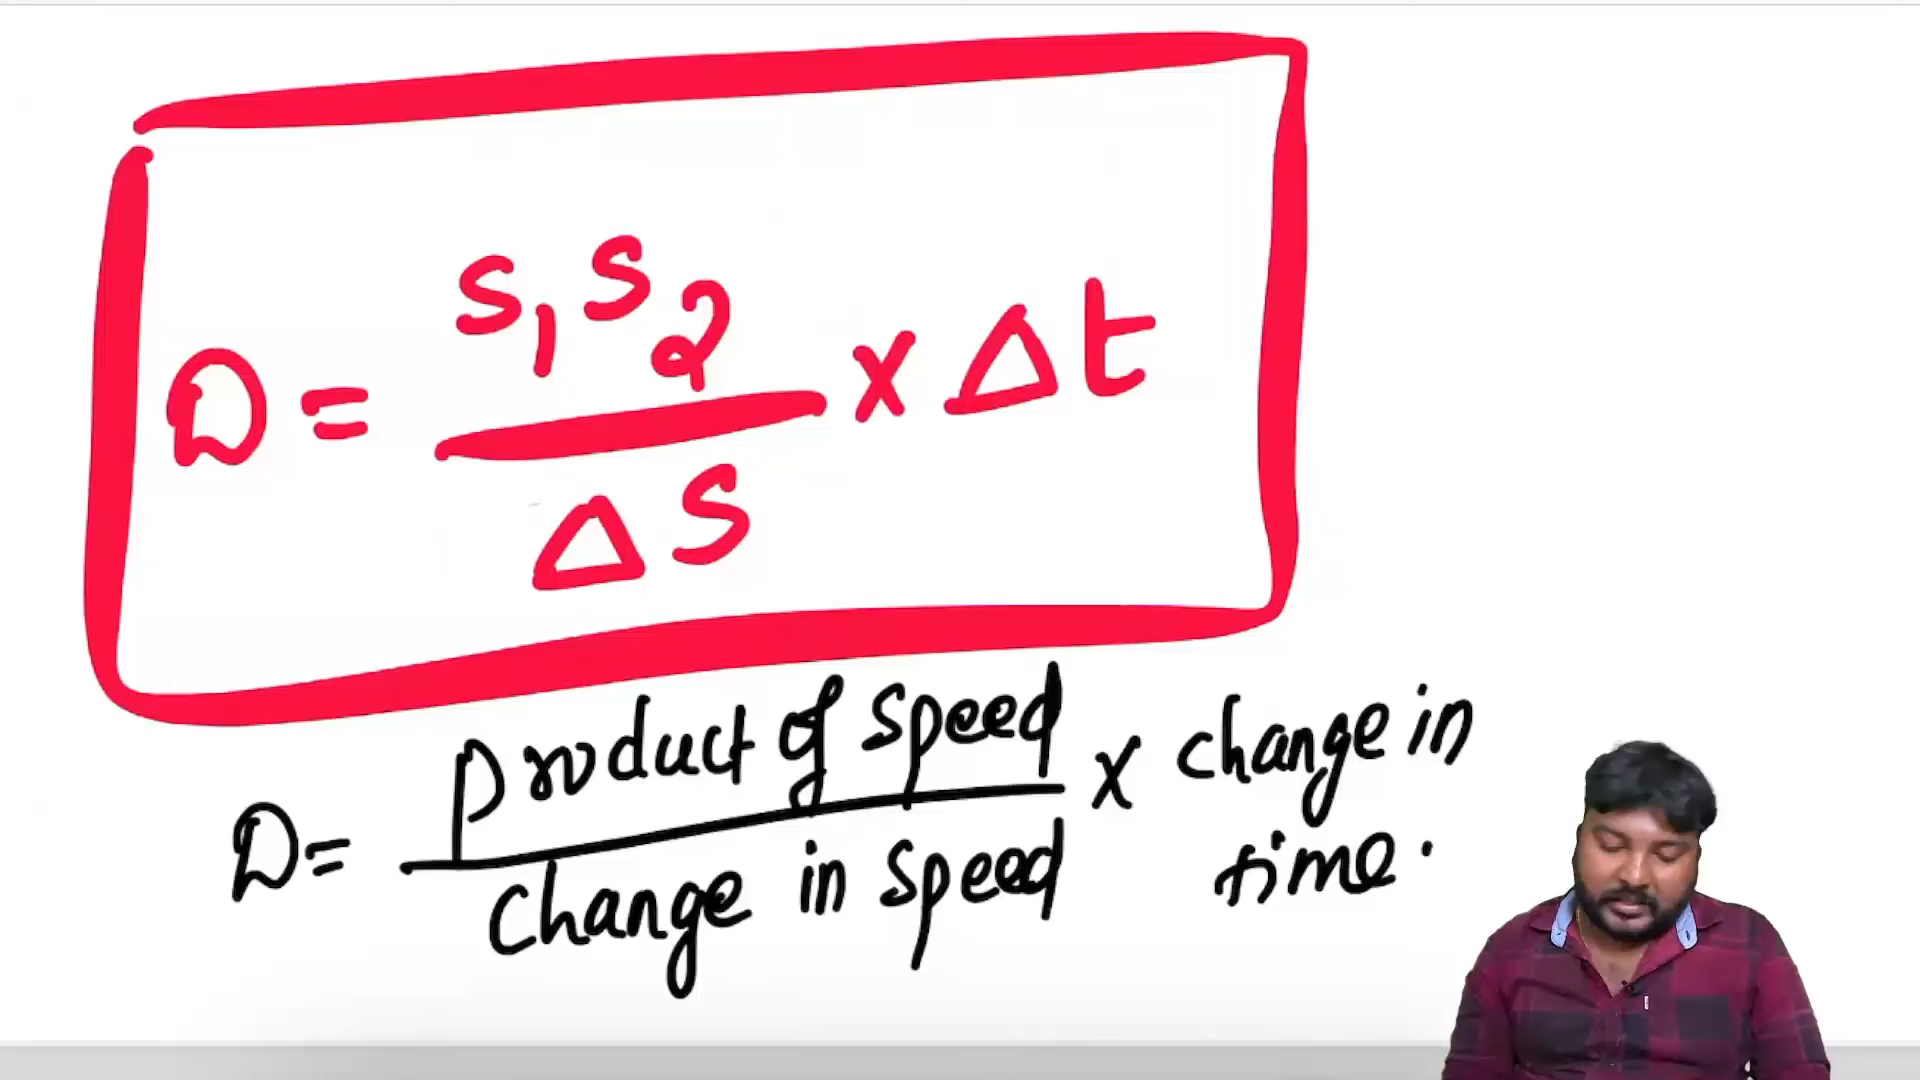 D = s₁s₂ / Δs × Δt
D = product of speed / change in speed × change in time.